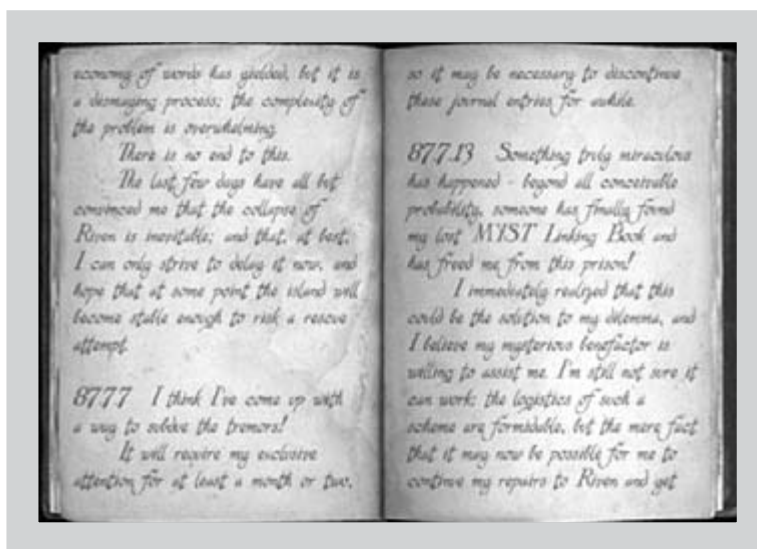 economy of words has yielded, but it is
a dismaying process; the complexity of
the problem is overwhelming.
There is no end to this.
The last few days have all but
convinced me that the collapse of
Riven is inevitable; and that, at best,
I can only strive to delay it now, and
hope that at some point the island will
become stable enough to risk a rescue
attempt.
87.7.7 I think I've come up with
a way to subdue the tremors!
It will require my exclusive
attention for at least a month or two,
so it may be necessary to discontinue
these journal entries for awhile.
87.7.13 Something truly miraculous
has happened - beyond all conceivable
probability, someone has finally found
my lost MYST Linking Book and
has freed me from this prison!
I immediately realized that this
could be the solution to my dilemma, and
I believe my mysterious benefactor is
willing to assist me. I'm still not sure it
can work; the logistics of such a
scheme are formidable, but the mere fact
that it may now be possible for me to
continue my repairs to Riven and get